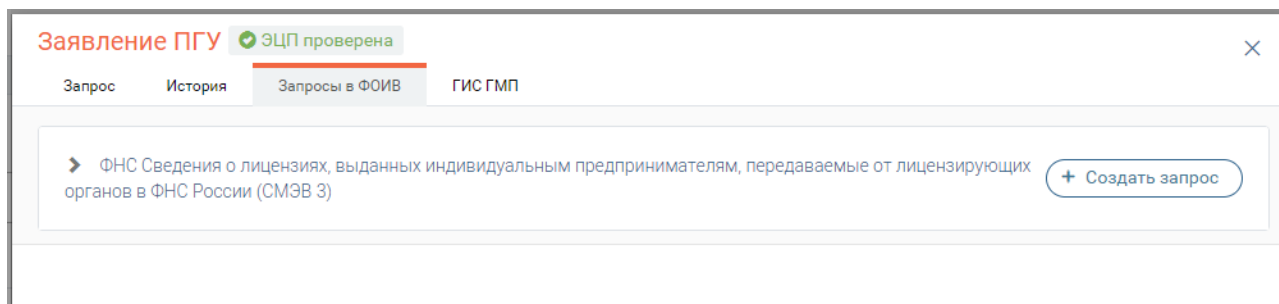 Заявление ПГУ ЭЦП проверена
Запрос История Запросы в ФОИВ ГИС ГМП
ФНС Сведения о лицензиях, выданных индивидуальным предпринимателям, передаваемые от лицензирующих
органов в ФНС России (СМЭВ 3)
+ Создать запрос